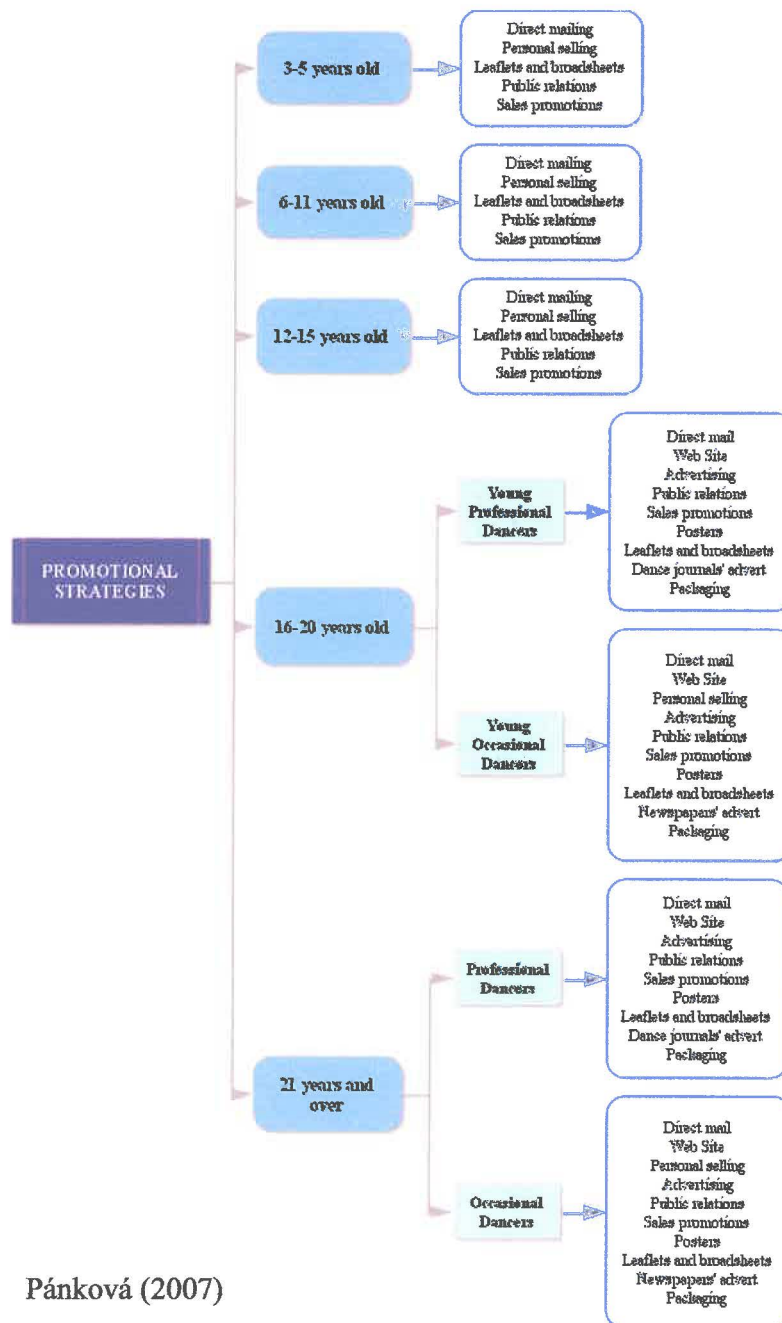 PROMOTIONAL
STRATEGIES
3-5 years old
Direct mailing
Personal selling
Leaflets and broadsheets
Public relations
Sales promotions
6-11 years old
Direct mailing
Personal selling
Leaflets and broadsheets
Public relations
Sales promotions
12-15 years old
Direct mailing
Personal selling
Leaflets and broadsheets
Public relations
Sales promotions
16-20 years old
Young
Professional
Dancers
Direct mail
Web Site
Advertising
Public relations
Sales promotions
Posters
Leaflets and broadsheets
Dance journals' advert
Packaging
Young
Occasional
Dancers
Direct mail
Web Site
Personal selling
Advertising
Public relations
Sales promotions
Posters
Leaflets and broadsheets
Newspapers' advert
Packaging
21 years and
over
Professional
Dancers
Direct mail
Web Site
Advertising
Public relations
Sales promotions
Posters
Leaflets and broadsheets
Dance journals' advert
Packaging
Occasional
Dancers
Direct mail
Web Site
Personal selling
Advertising
Public relations
Sales promotions
Posters
Leaflets and broadsheets
Newspapers' advert
Packaging
Pánková (2007)